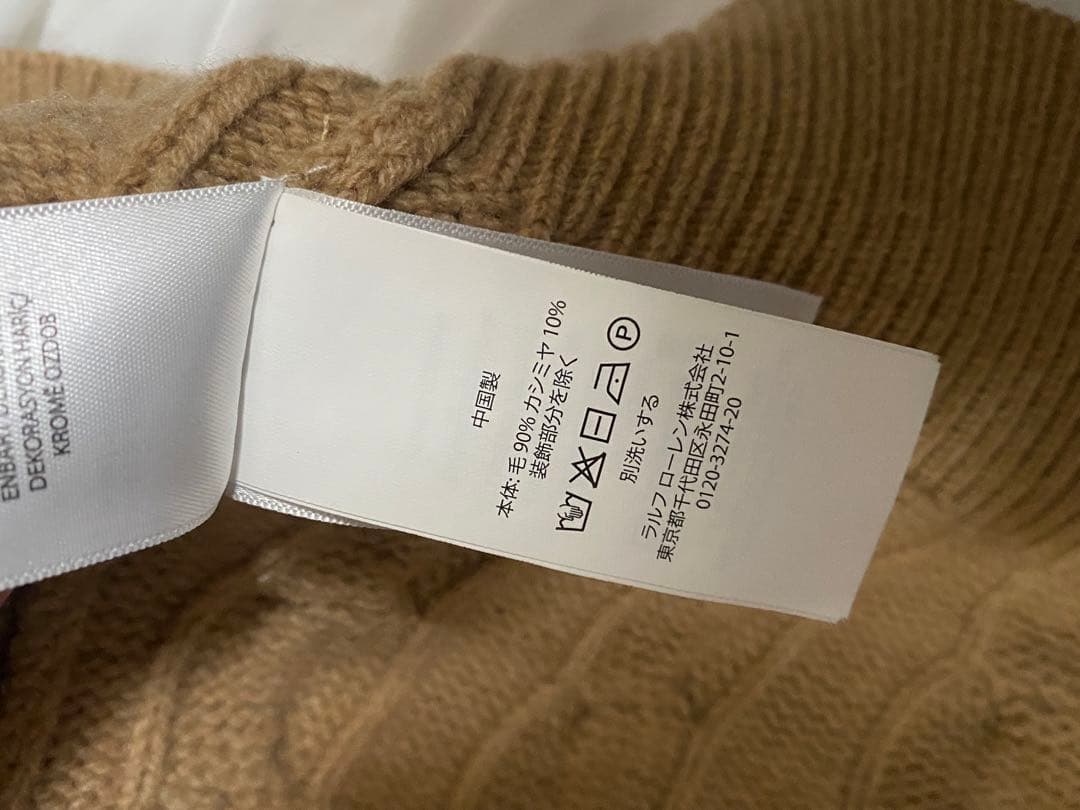 DEKORASYON HARİÇ/
KROMĚ OZDOB
中国製
本体: 毛 90% カシミヤ 10%
装飾部分を除く
P
別洗いする
ラルフ ローレン株式会社
東京都千代田区永田町2-10-1
0120-3274-20